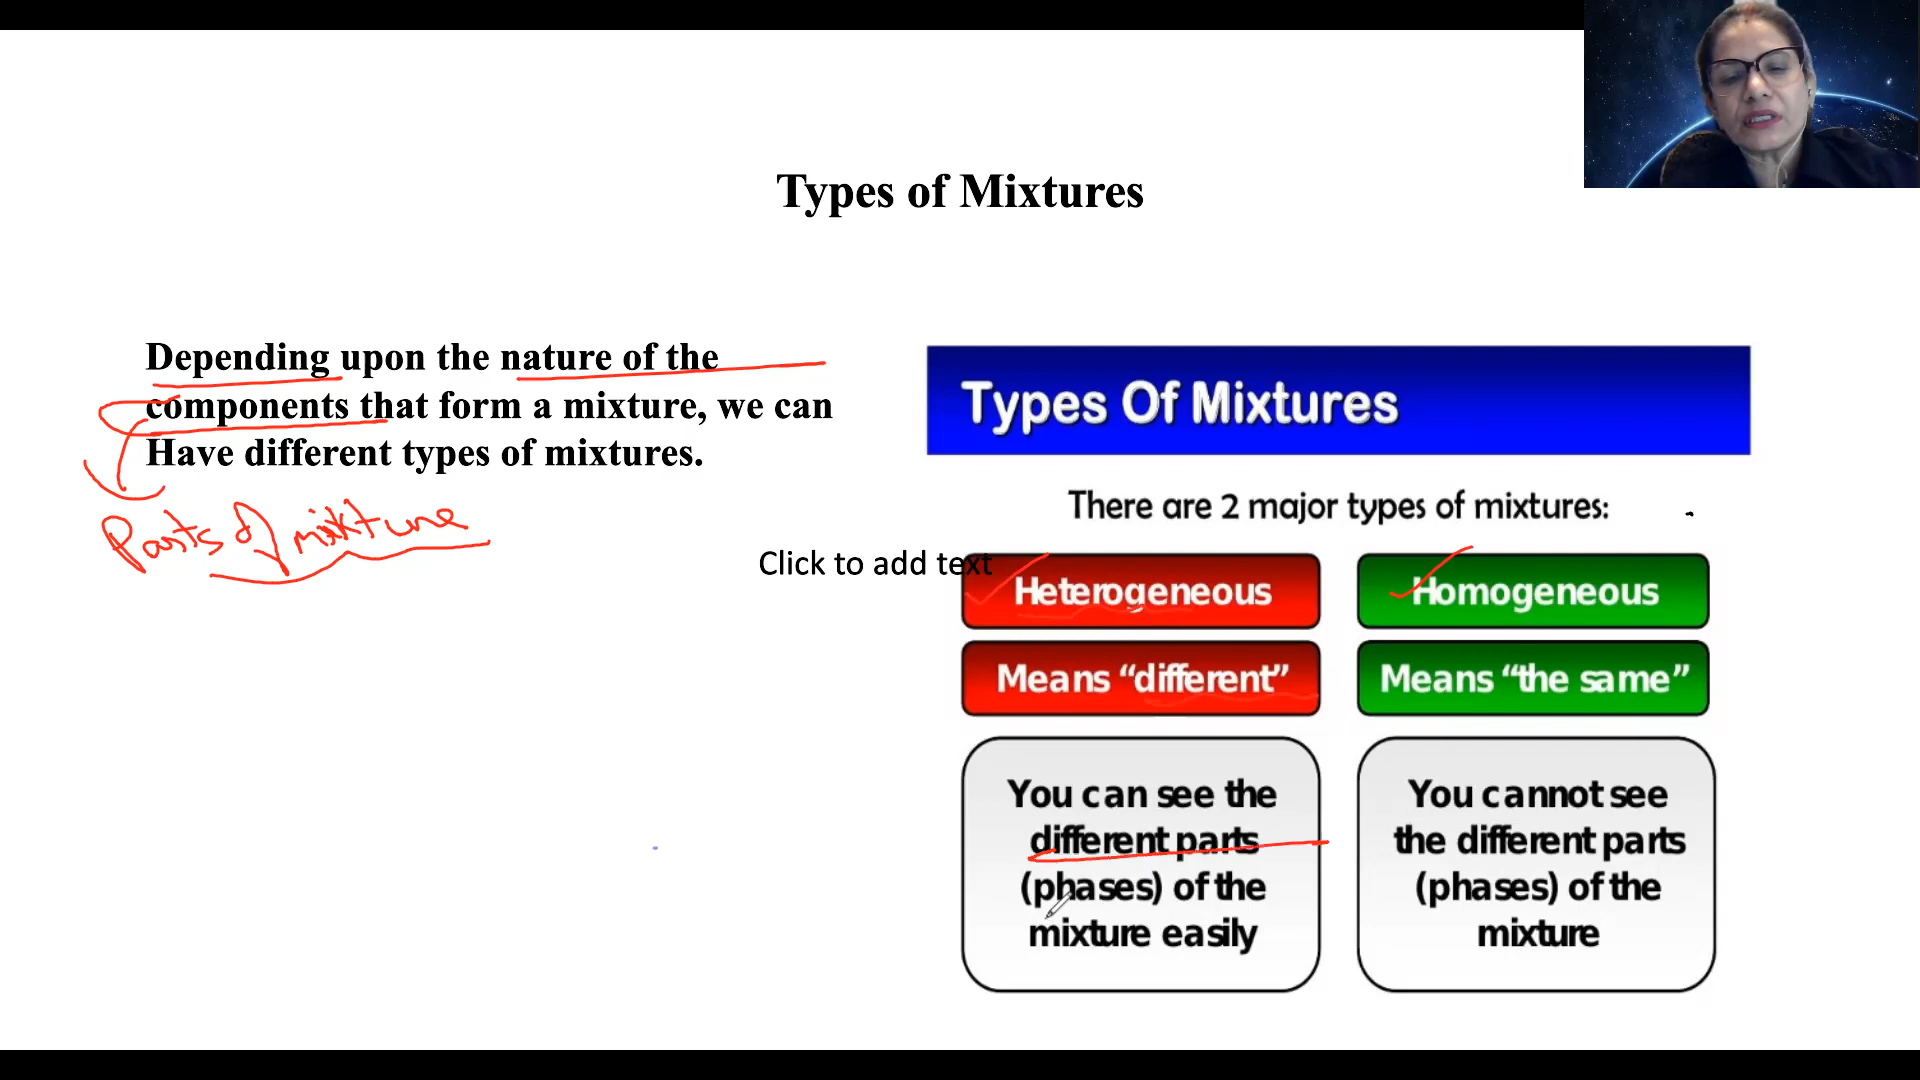 Types of Mixtures
Depending upon the nature of the
components that form a mixture, we can
Have different types of mixtures.
Parts of mixture
Types Of Mixtures
There are 2 major types of mixtures:
Click to add text
Heterogeneous
Means “different”
You can see the
different parts
(phases) of the
mixture easily
Homogeneous
Means “the same”
You cannot see
the different parts
(phases) of the
mixture